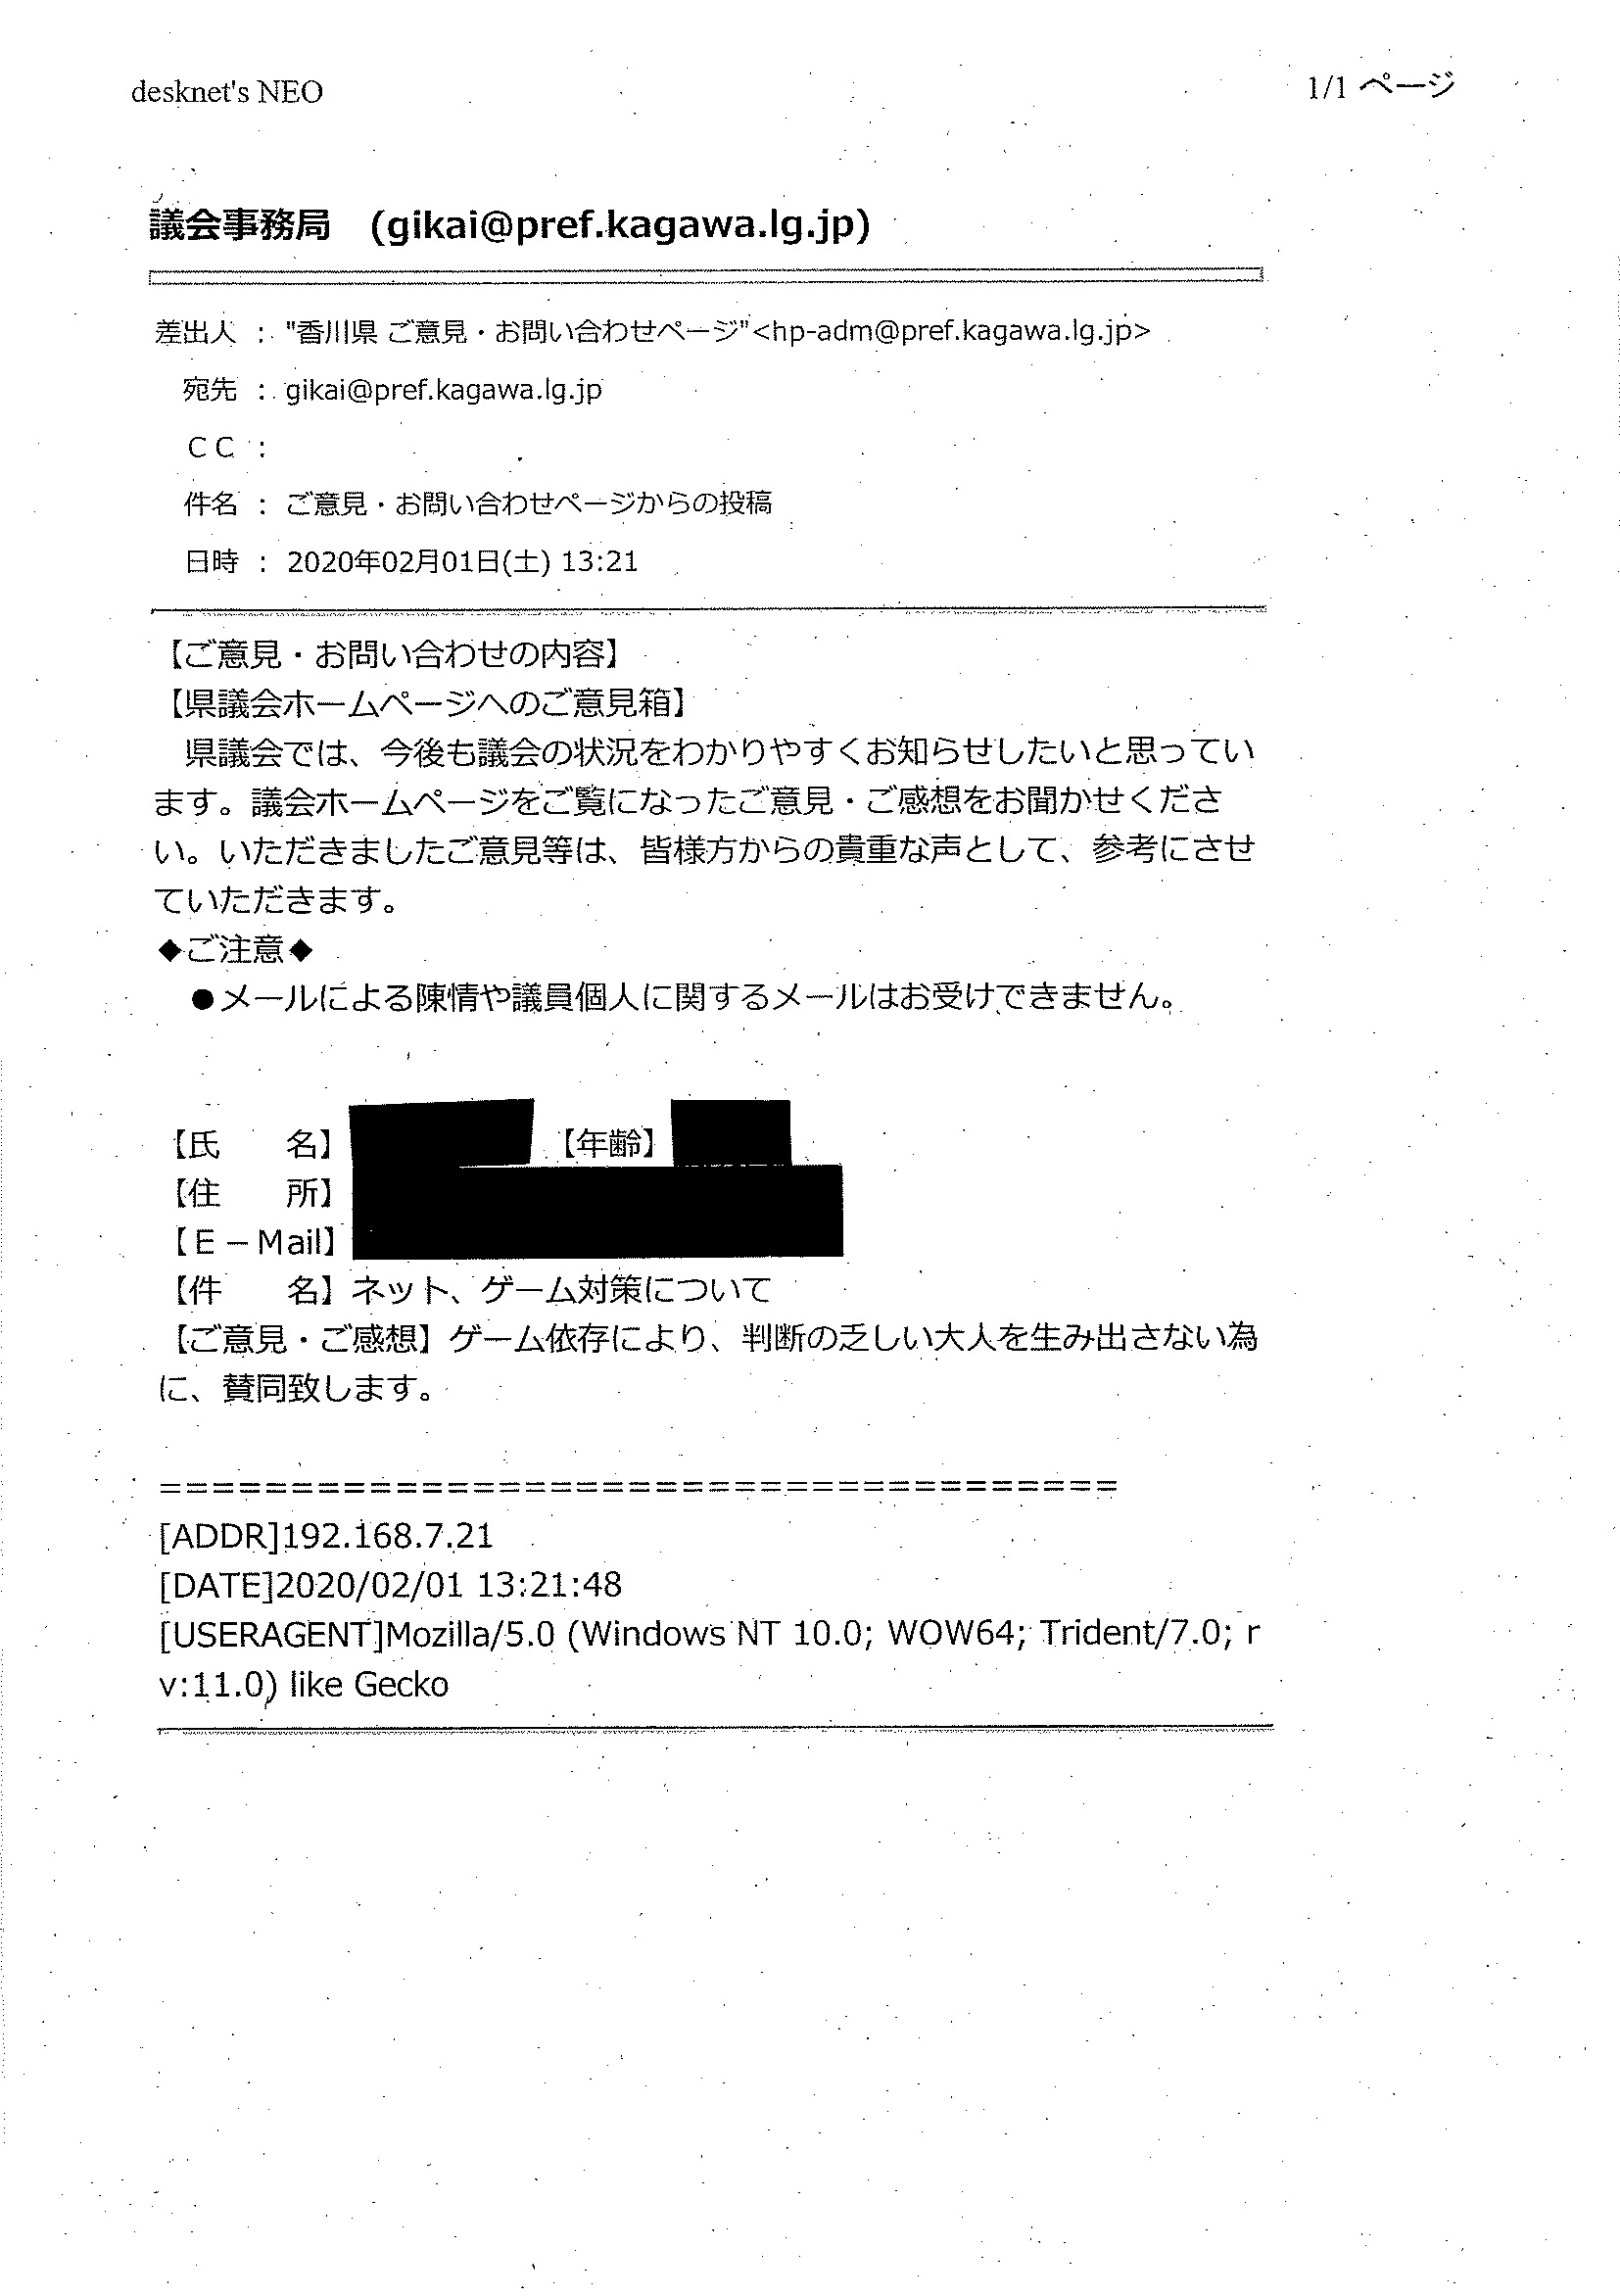 desknet's NEO
1/1 ページ
議会事務局　(gikai@pref.kagawa.lg.jp)
差出人 : "香川県 ご意見・お問い合わせページ"<hp-adm@pref.kagawa.lg.jp>
宛先 : gikai@pref.kagawa.lg.jp
ＣＣ :
件名 : ご意見・お問い合わせページからの投稿
日時 : 2020年02月01日(土) 13:21
【ご意見・お問い合わせの内容】
【県議会ホームページへのご意見箱】
　県議会では、今後も議会の状況をわかりやすくお知らせしたいと思ってい
ます。議会ホームページをご覧になったご意見・ご感想をお聞かせくださ
い。いただきましたご意見等は、皆様方からの貴重な声として、参考にさせ
ていただきます。
◆ご注意◆
　●メールによる陳情や議員個人に関するメールはお受けできません。
【氏　　名】　【年齢】
【住　　所】
【Ｅ－Mail】
【件　　名】ネット、ゲーム対策について
【ご意見・ご感想】ゲーム依存により、判断の乏しい大人を生み出さない為
に、賛同致します。
=====================================
[ADDR]192.168.7.21
[DATE]2020/02/01 13:21:48
[USERAGENT]Mozilla/5.0 (Windows NT 10.0; WOW64; Trident/7.0; r
v:11.0) like Gecko